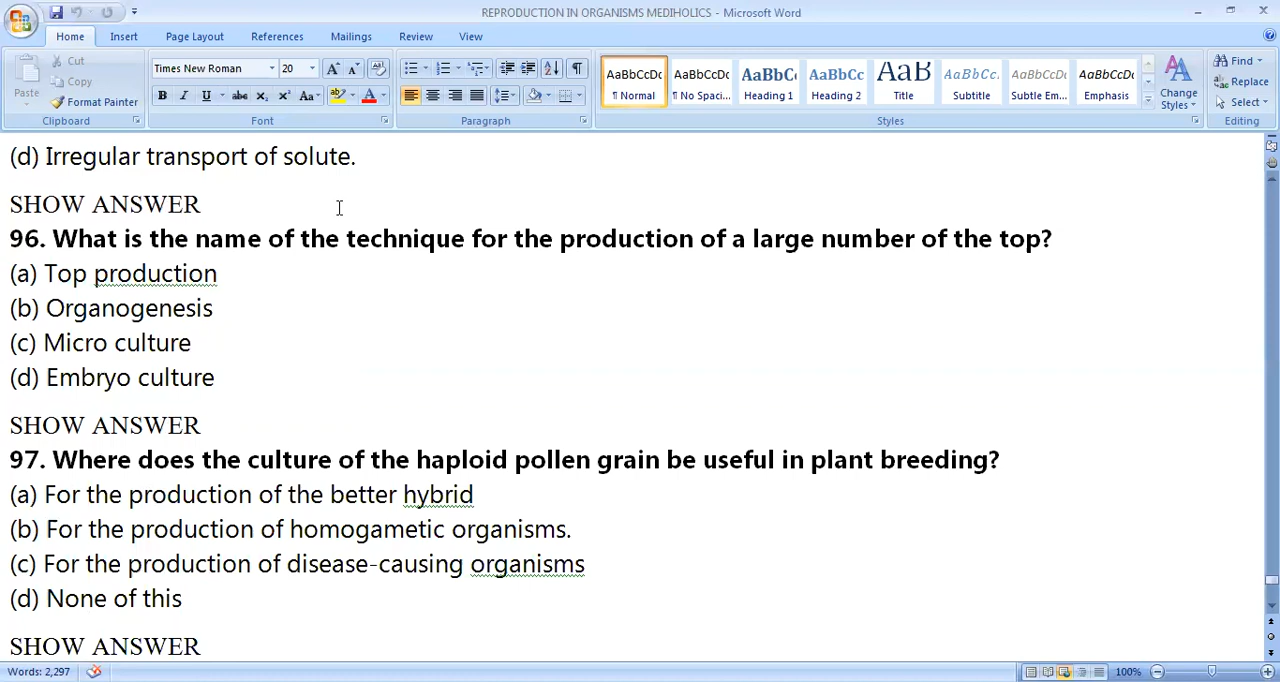 REPRODUCTION IN ORGANISMS MEDIHOLICS - Microsoft Word
Home Insert Page Layout References Mailings Review View
Paste
Cut
Copy
Format Painter
Clipboard
Times New Roman 20
Font
Paragraph
AaBbCcDc AaBbCcDc AaBbC AaBbCc AaB AaBbCc. AaBbCcDc AaBbCcDc
¶ Normal ¶ No Spaci... Heading 1 Heading 2 Title Subtitle Subtle Em... Emphasis
Change Styles
Styles
Find
Replace
Select
Editing
(d) Irregular transport of solute.
SHOW ANSWER
96. What is the name of the technique for the production of a large number of the top?
(a) Top production
(b) Organogenesis
(c) Micro culture
(d) Embryo culture
SHOW ANSWER
97. Where does the culture of the haploid pollen grain be useful in plant breeding?
(a) For the production of the better hybrid
(b) For the production of homogametic organisms.
(c) For the production of disease-causing organisms
(d) None of this
SHOW ANSWER
Words: 2,297 100%